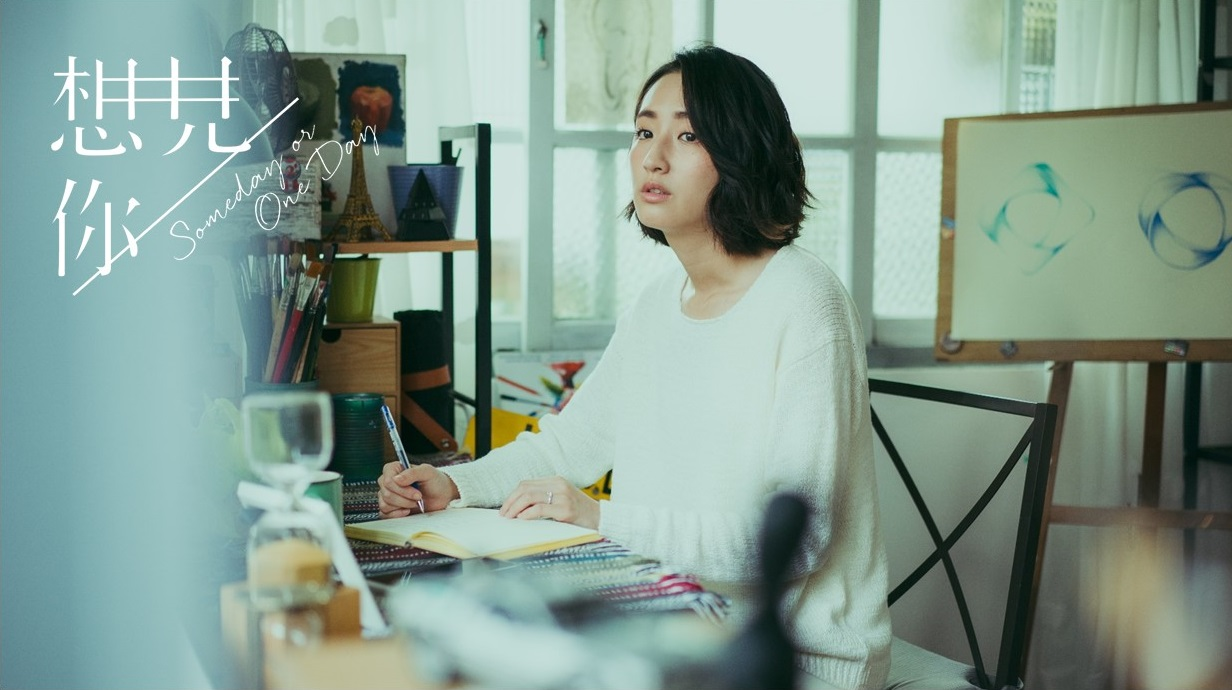 想見
你
Someday or
One Day